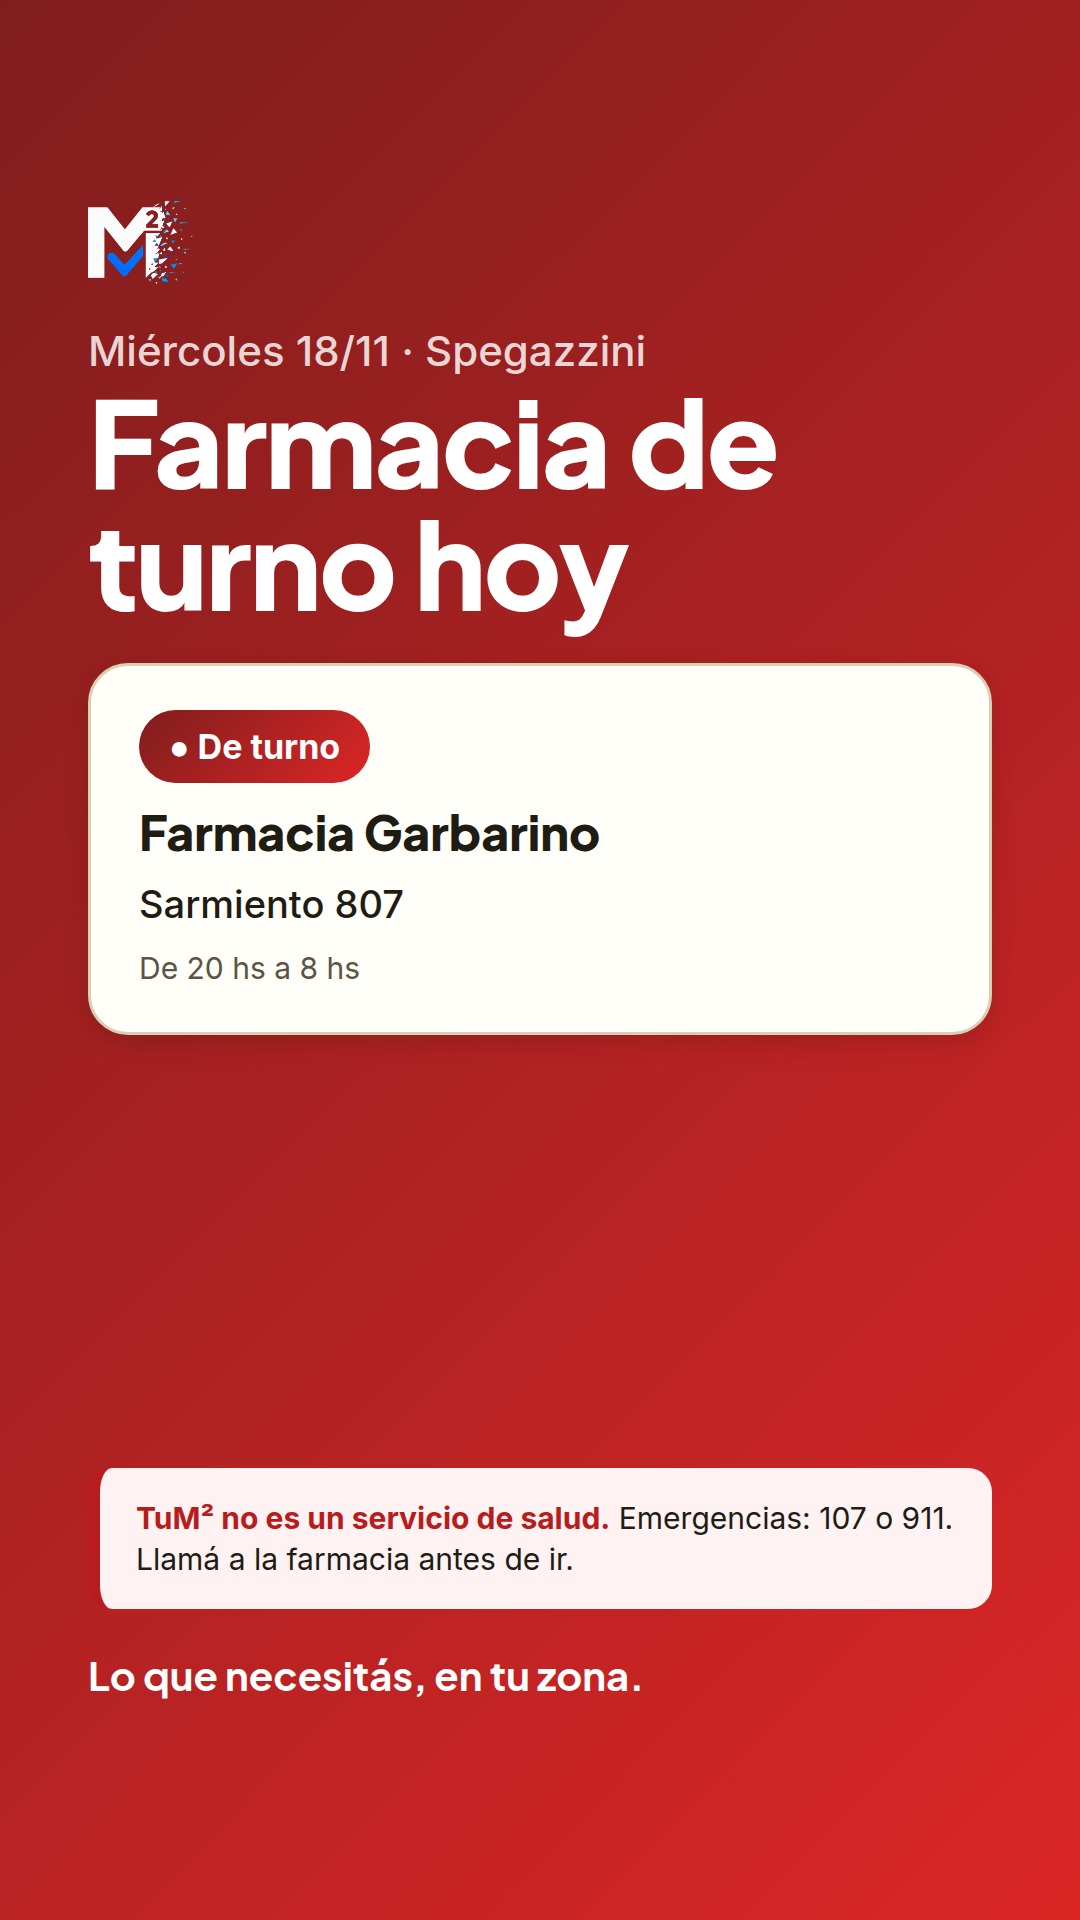 M²
Miércoles 18/11 · Spegazzini
Farmacia de
turno hoy
● De turno
Farmacia Garbarino
Sarmiento 807
De 20 hs a 8 hs
TuM² no es un servicio de salud. Emergencias: 107 o 911.
Llamá a la farmacia antes de ir.
Lo que necesitás, en tu zona.